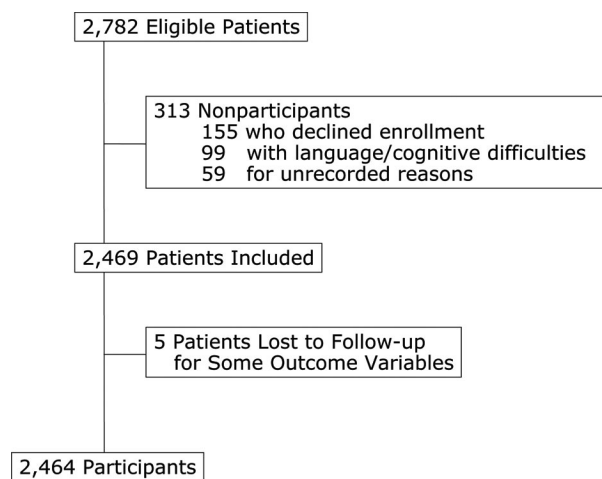 2,782 Eligible Patients
313 Nonparticipants
155 who declined enrollment
99 with language/cognitive difficulties
59 for unrecorded reasons
2,469 Patients Included
5 Patients Lost to Follow-up
for Some Outcome Variables
2,464 Participants